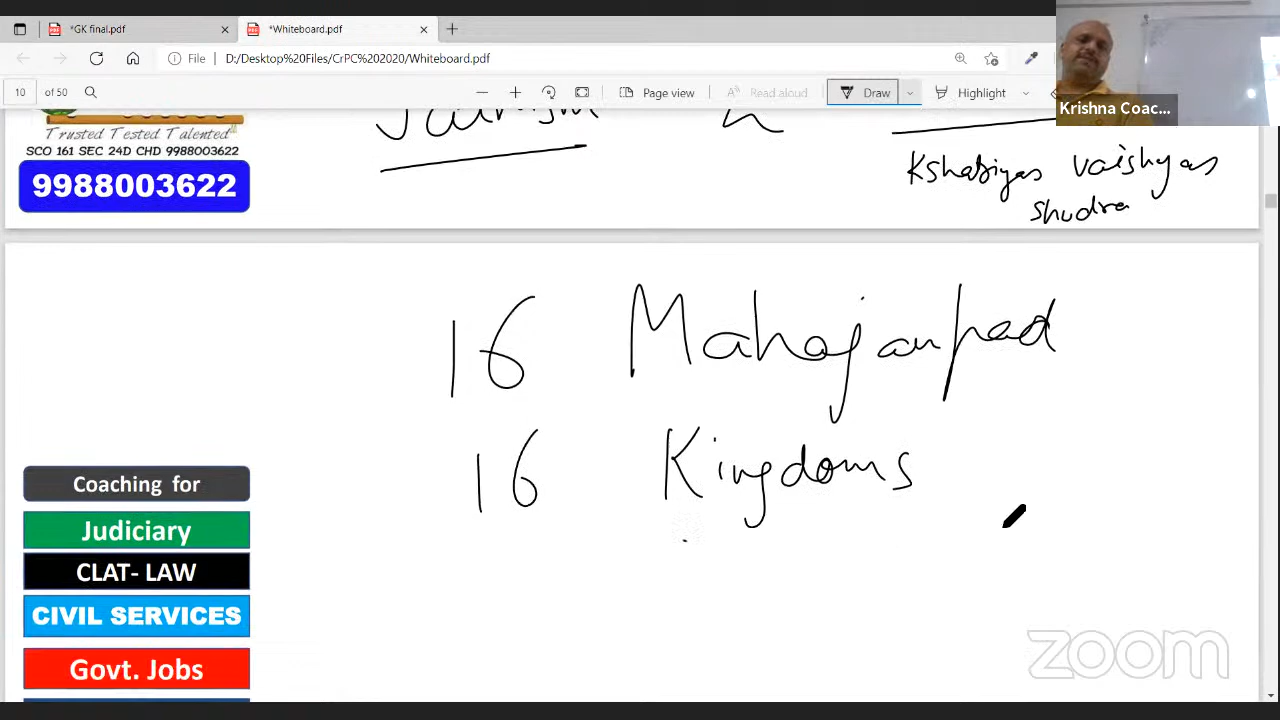 *GK final.pdf
*Whiteboard.pdf
File D:/Desktop%20Files/CrPC%202020/Whiteboard.pdf
10 of 50 Page view Read aloud Draw Highlight
Krishna Coac...
Trusted Tested Talented
SCO 161 SEC 24D CHD 9988003622
9988003622
Kshatriyas Vaishyas
Shudra
16 Mahajanpad
16 Kingdoms
Coaching for
Judiciary
CLAT- LAW
CIVIL SERVICES
Govt. Jobs
zoom